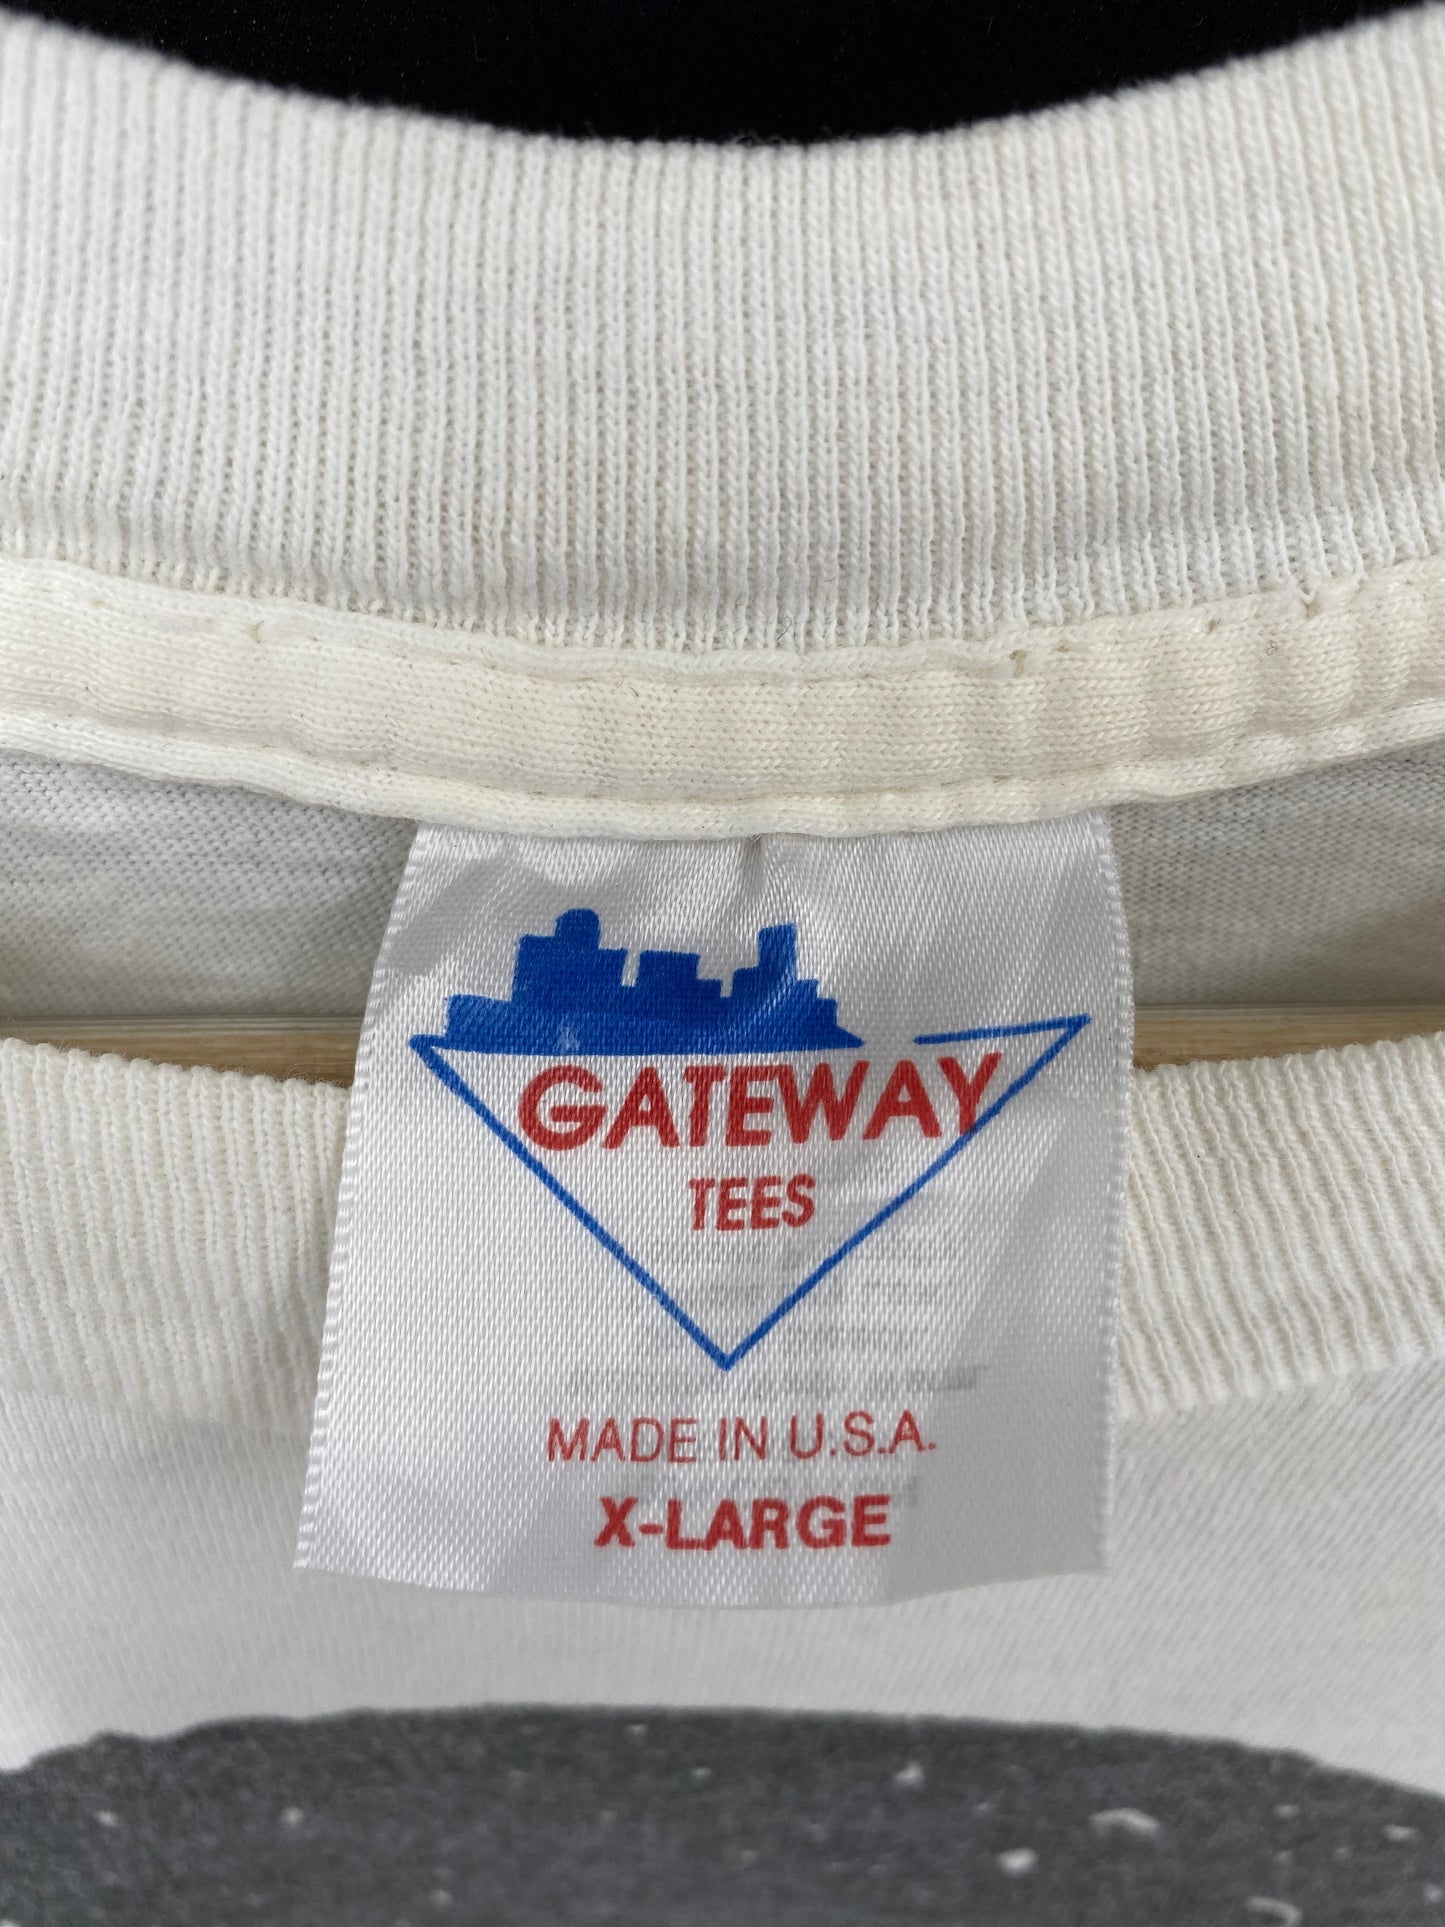 GATEWAY
TEES
MADE IN U.S.A.
X-LARGE